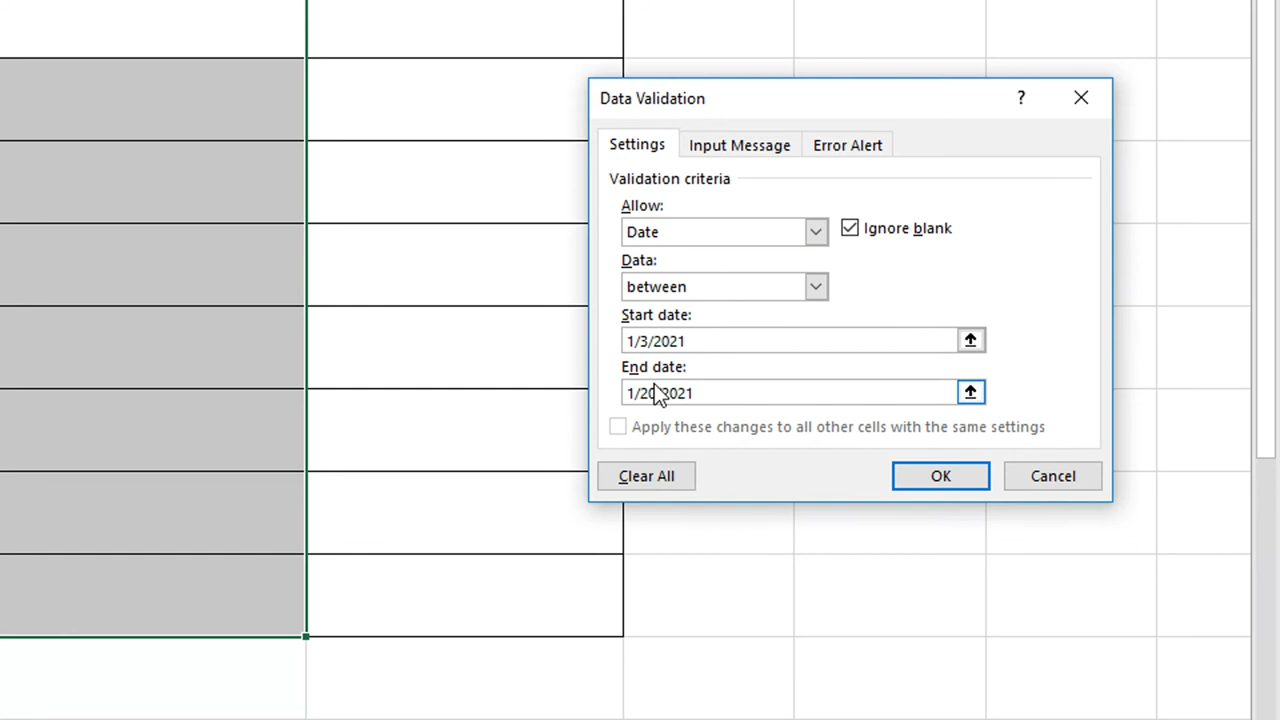 Data Validation ?
Settings Input Message Error Alert
Validation criteria
Allow:
Date Ignore blank
Data:
between
Start date:
1/3/2021
End date:
1/20/2021
Apply these changes to all other cells with the same settings
Clear All OK Cancel